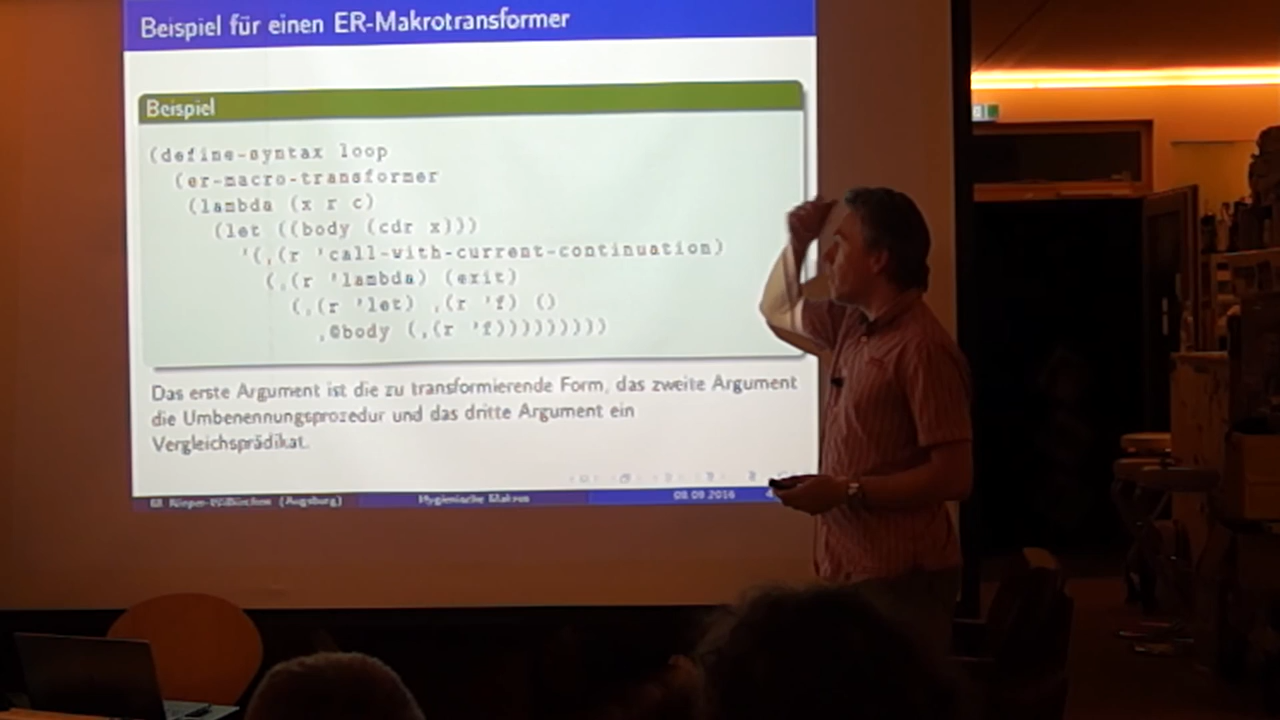 Beispiel für einen ER-Makrotransformer
Beispiel
(define-syntax loop
(er-macro-transformer
(lambda (x r c)
(let ((body (cdr x)))
`(,(r 'call-with-current-continuation)
(,(r 'lambda) (exit)
(,(r 'let) ,(r 'f) ()
,@body (,(r 'f)))))))))
Das erste Argument ist die zu transformierende Form, das zweite Argument
die Umbenennungsprozedur und das dritte Argument ein
Vergleichsprädikat.
(Augsburg)
Hygienische Makros
08.09.2016